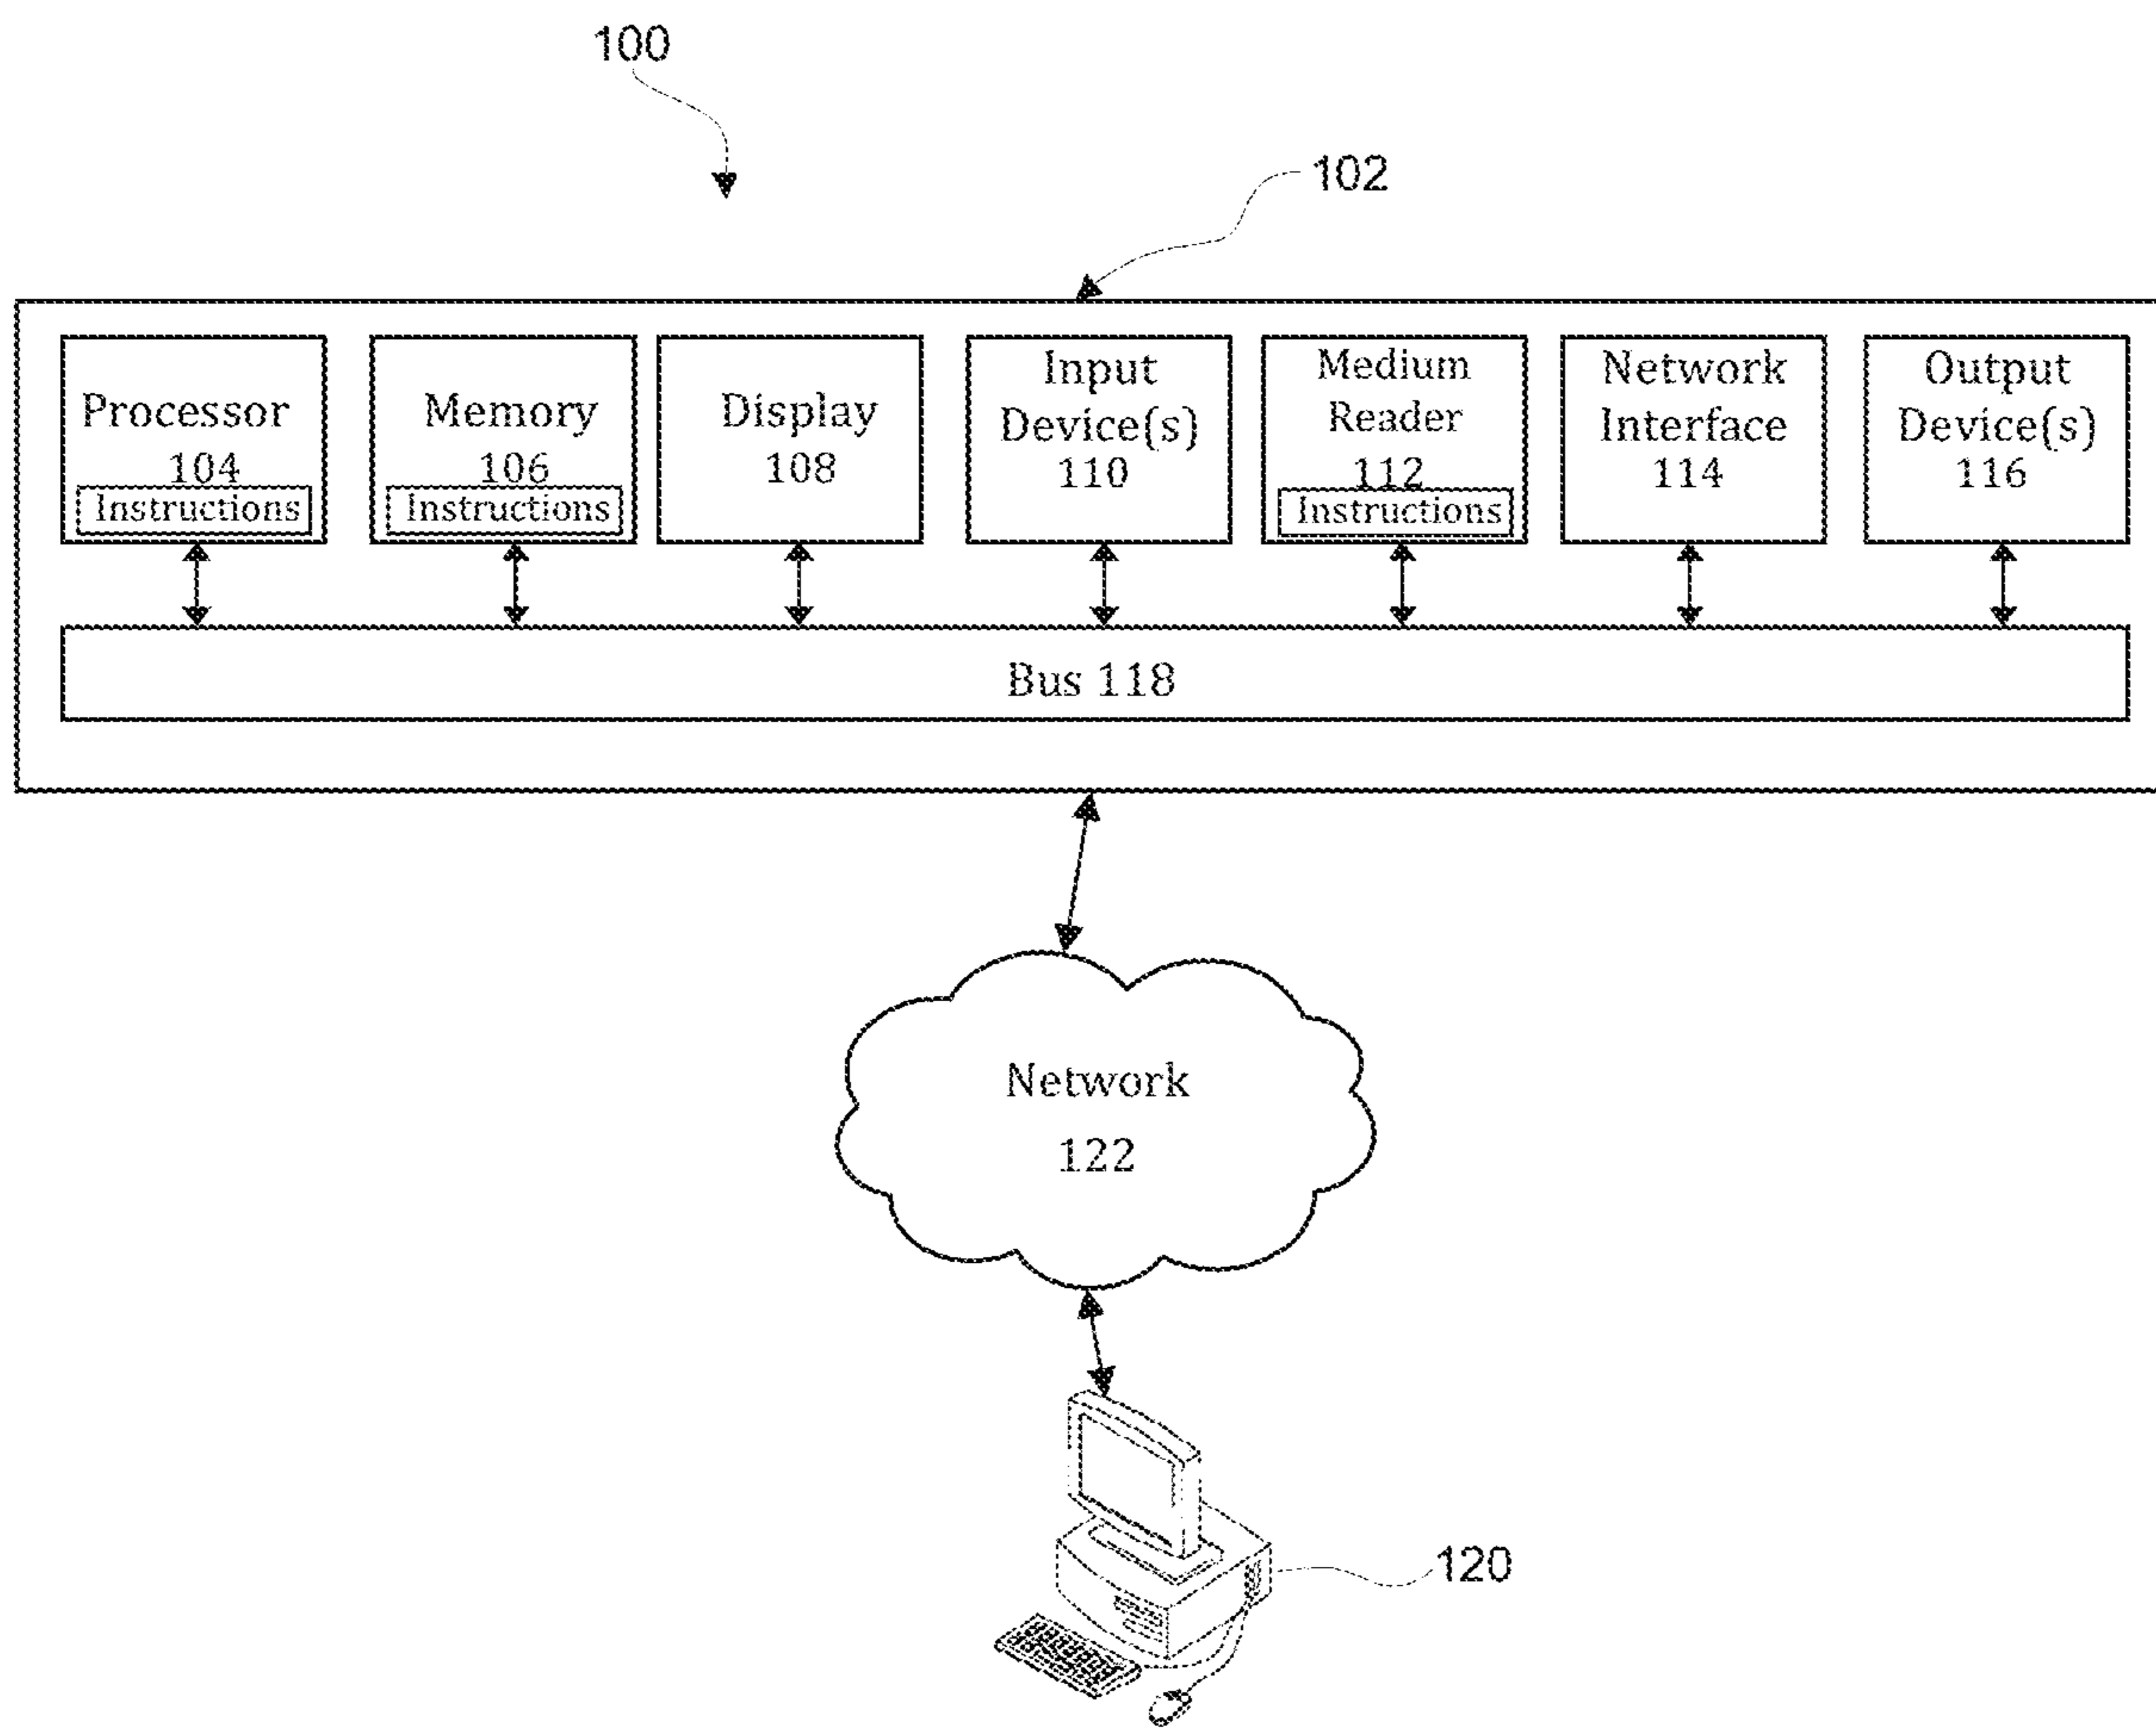 100
102
Processor
104
Instructions
Memory
106
Instructions
Display
108
Input
Device(s)
110
Medium
Reader
112
Instructions
Network
Interface
114
Output
Device(s)
116
Bus 118
Network
122
120